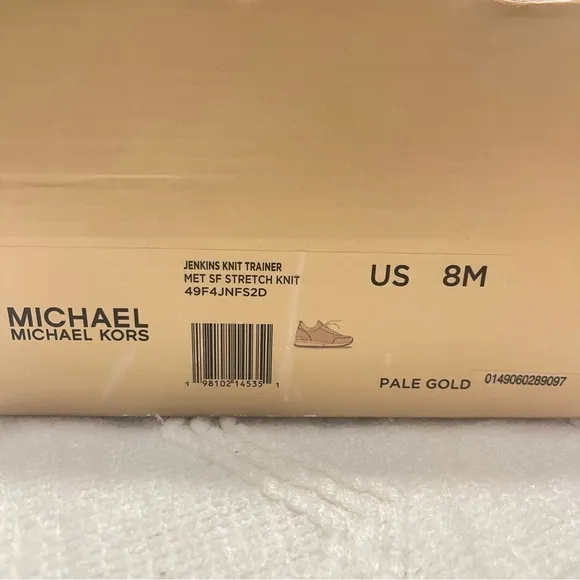 JENKINS KNIT TRAINER
MET SF STRETCH KNIT
49F4JNFS2D
US 8M
MICHAEL
MICHAEL KORS
1 98102 14535 1
PALE GOLD 0149060289097